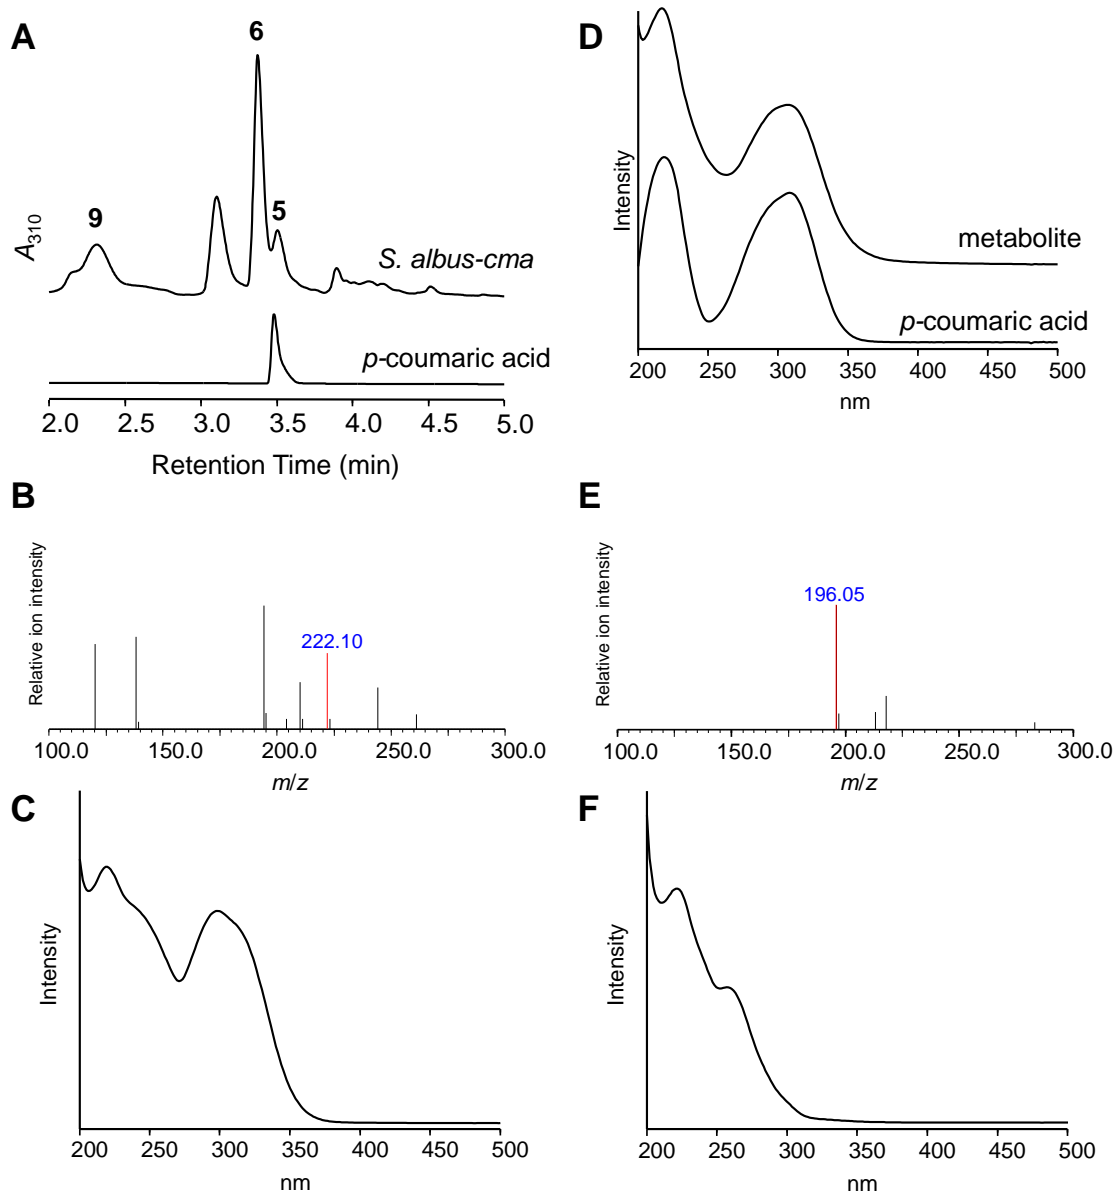 A
6
9
5
A310
S. albus-cma
p-coumaric acid
2.0 2.5 3.0 3.5 4.0 4.5 5.0
Retention Time (min)
D
Intensity
metabolite
p-coumaric acid
200 250 300 350 400 450 500
nm
B
Relative ion intensity
222.10
100.0 150.0 200.0 250.0 300.0
m/z
E
Relative ion intensity
196.05
100.0 150.0 200.0 250.0 300.0
m/z
C
Intensity
200 250 300 350 400 450 500
nm
F
Intensity
200 250 300 350 400 450 500
nm